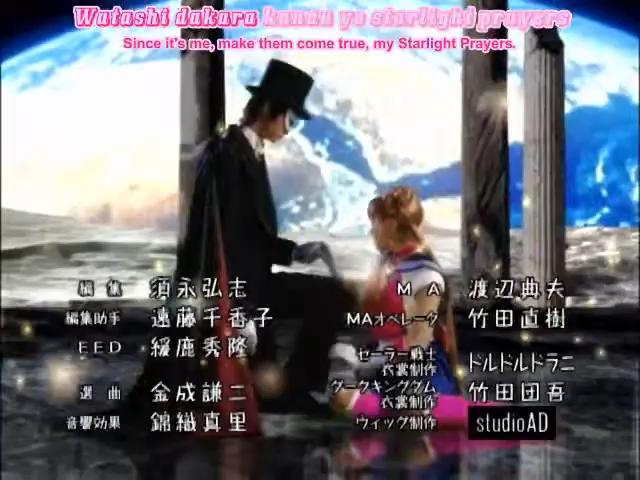 Watashi dakara kanau yo starlight prayers
Since it's me, make them come true, my Starlight Prayers.
編集 須永弘志
編集助手 遠藤千香子
EED 緩鹿秀隆
選曲 金成謙二
音響効果 錦織真里
MA 渡辺典夫
MAオペレータ 竹田直樹
セーラー戦士
衣裳制作 ドルドルドラニ
ダークキングダム
衣裳制作 竹田団吾
ウィッグ制作 studioAD